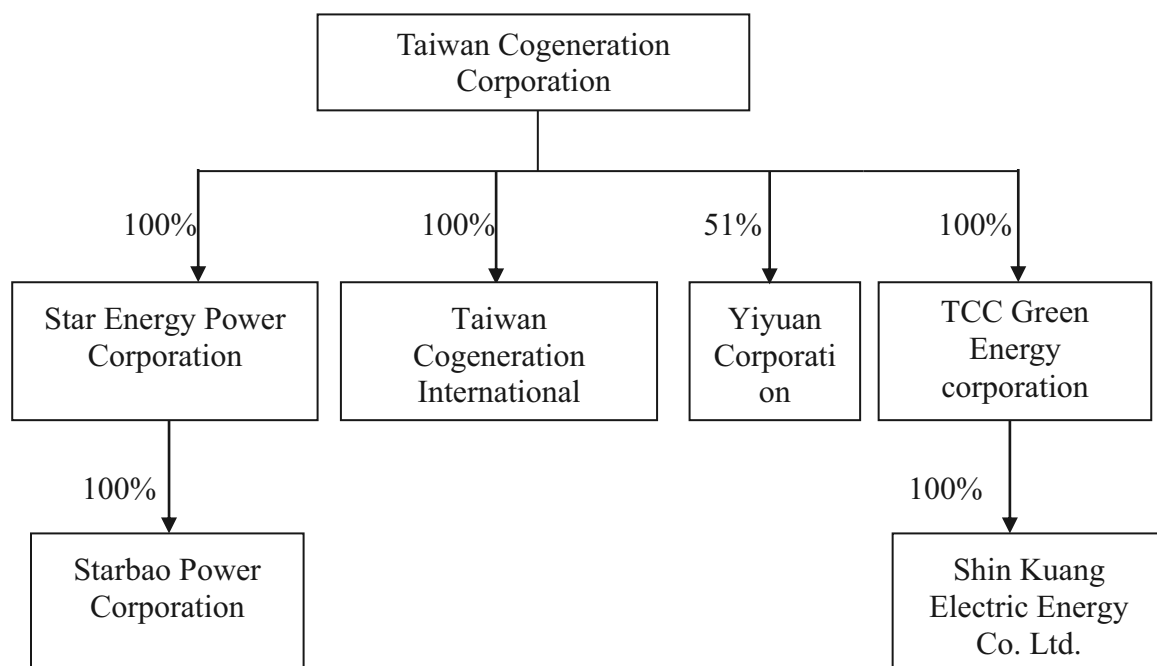 Taiwan Cogeneration
Corporation
100%
100%
51%
100%
Star Energy Power
Corporation
Taiwan
Cogeneration
International
Yiyuan
Corporati
on
TCC Green
Energy
corporation
100%
100%
Starbao Power
Corporation
Shin Kuang
Electric Energy
Co. Ltd.